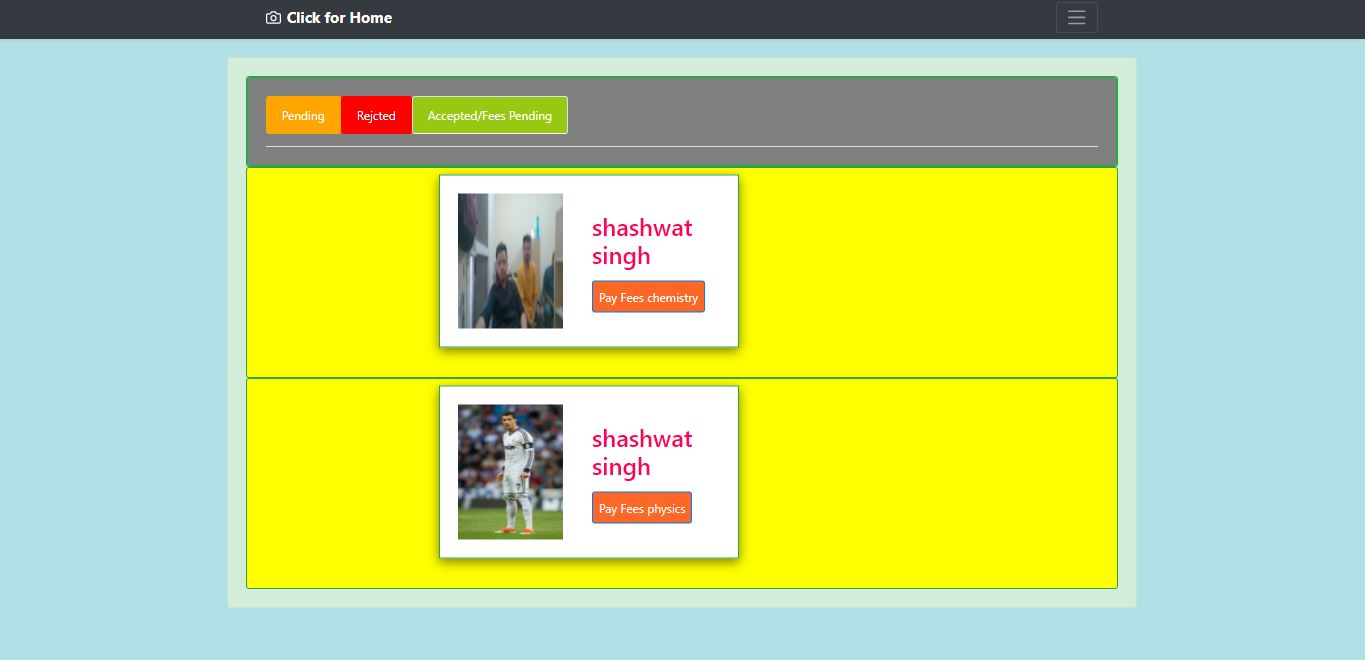 Click for Home
Pending Rejcted Accepted/Fees Pending
shashwat
singh
Pay Fees chemistry
shashwat
singh
Pay Fees physics